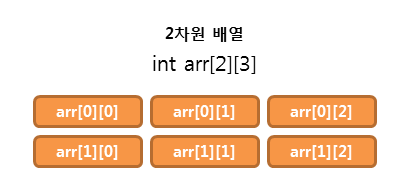 2차원 배열
int arr[2][3]
arr[0][0] arr[0][1] arr[0][2]
arr[1][0] arr[1][1] arr[1][2]